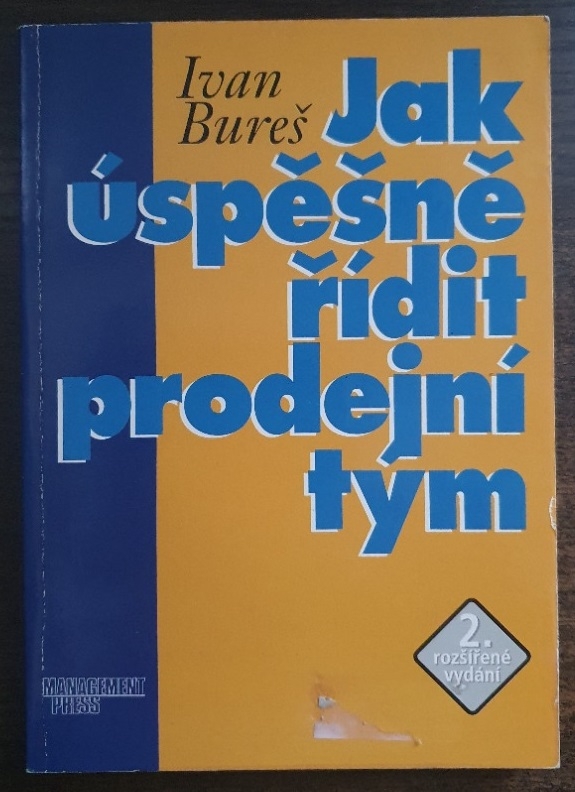 Ivan
Bureš
Jak
úspěšně
řídit
prodejní
tým
2.
rozšířené
vydání
MANAGEMENT
PRESS